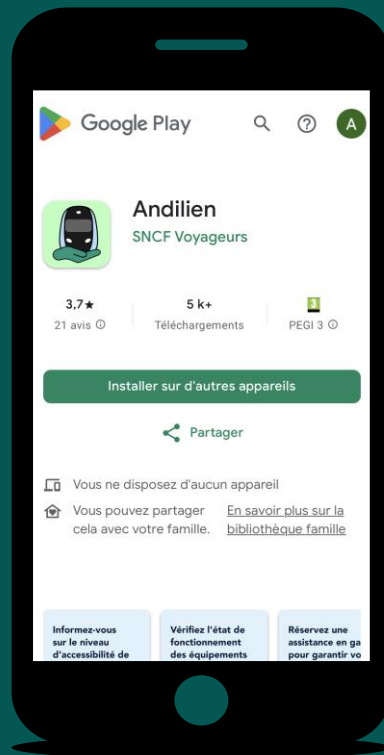 Google Play
A
Andilien
SNCF Voyageurs
3,7★
21 avis
5 k+
Téléchargements
3
PEGI 3
Installer sur d'autres appareils
Partager
Vous ne disposez d'aucun appareil
Vous pouvez partager
cela avec votre famille.
En savoir plus sur la
bibliothèque famille
Informez-vous
sur le niveau
d'accessibilité de
Vérifiez l'état de
fonctionnement
des équipements
Réservez une
assistance en ga
pour garantir vo